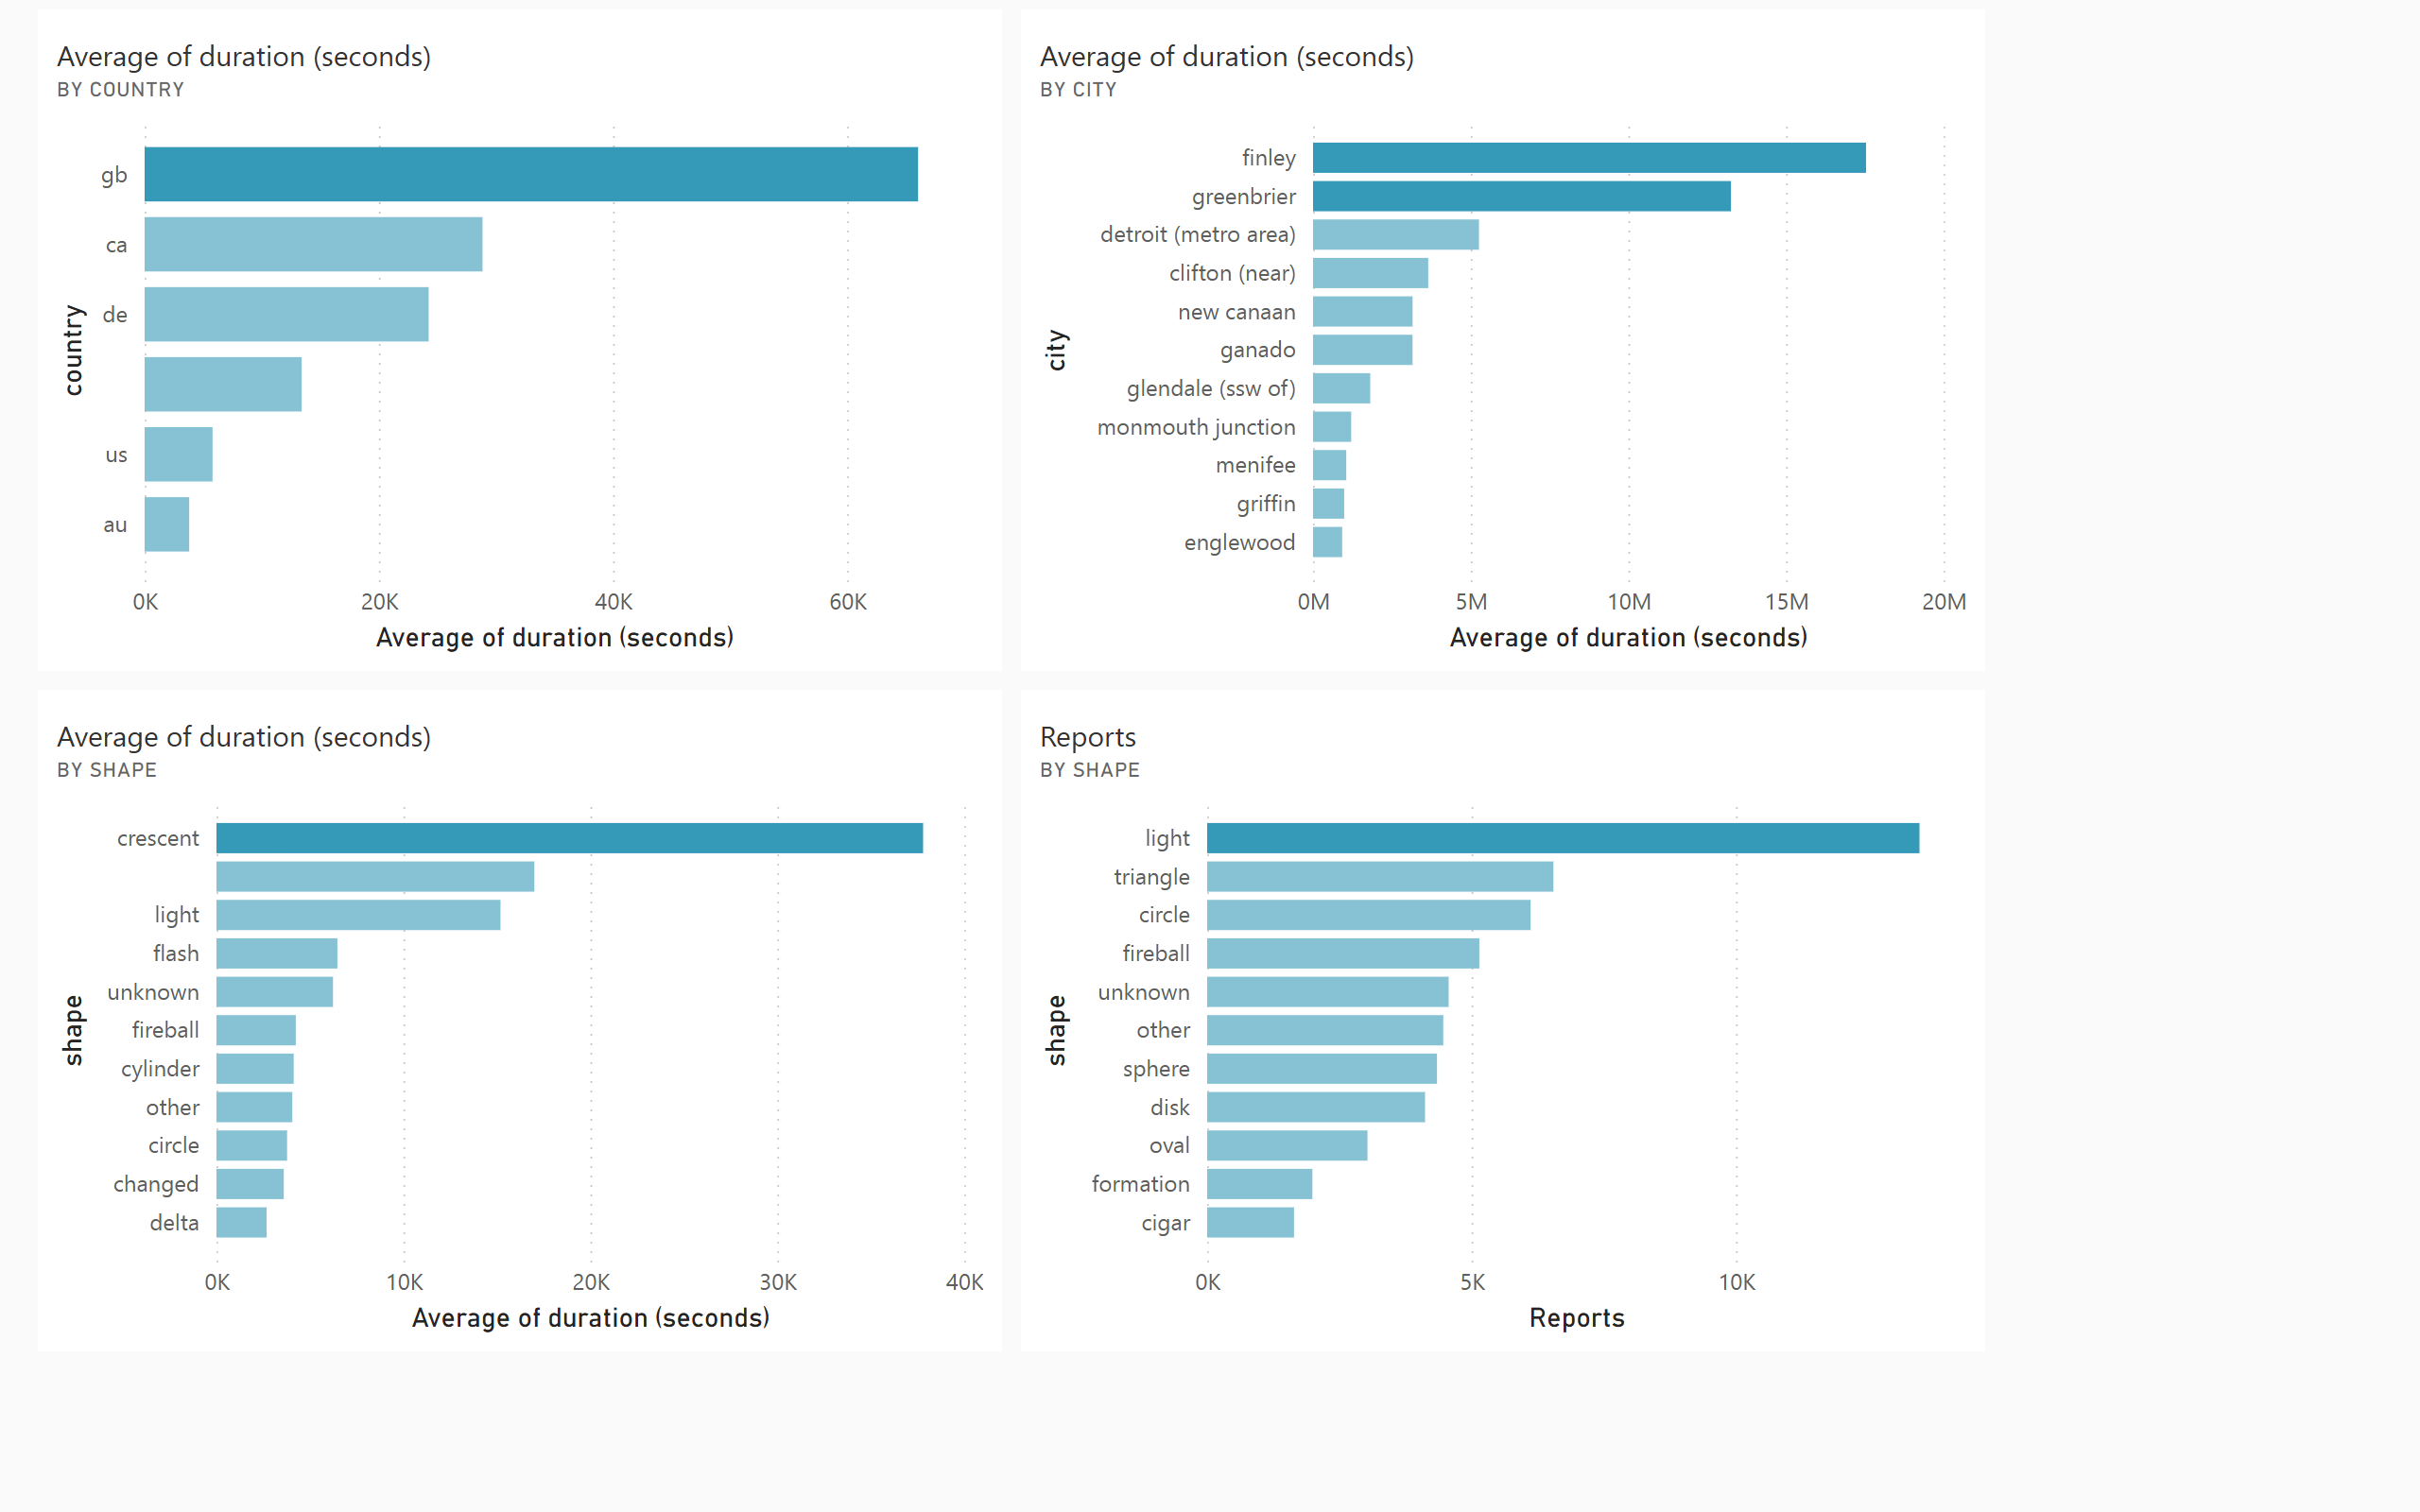 Average of duration (seconds)
BY COUNTRY
country
gb
ca
de
us
au
0K 20K 40K 60K
Average of duration (seconds)
Average of duration (seconds)
BY CITY
city
finley
greenbrier
detroit (metro area)
clifton (near)
new canaan
ganado
glendale (ssw of)
monmouth junction
menifee
griffin
englewood
0M 5M 10M 15M 20M
Average of duration (seconds)
Average of duration (seconds)
BY SHAPE
shape
crescent
light
flash
unknown
fireball
cylinder
other
circle
changed
delta
0K 10K 20K 30K 40K
Average of duration (seconds)
Reports
BY SHAPE
shape
light
triangle
circle
fireball
unknown
other
sphere
disk
oval
formation
cigar
0K 5K 10K
Reports